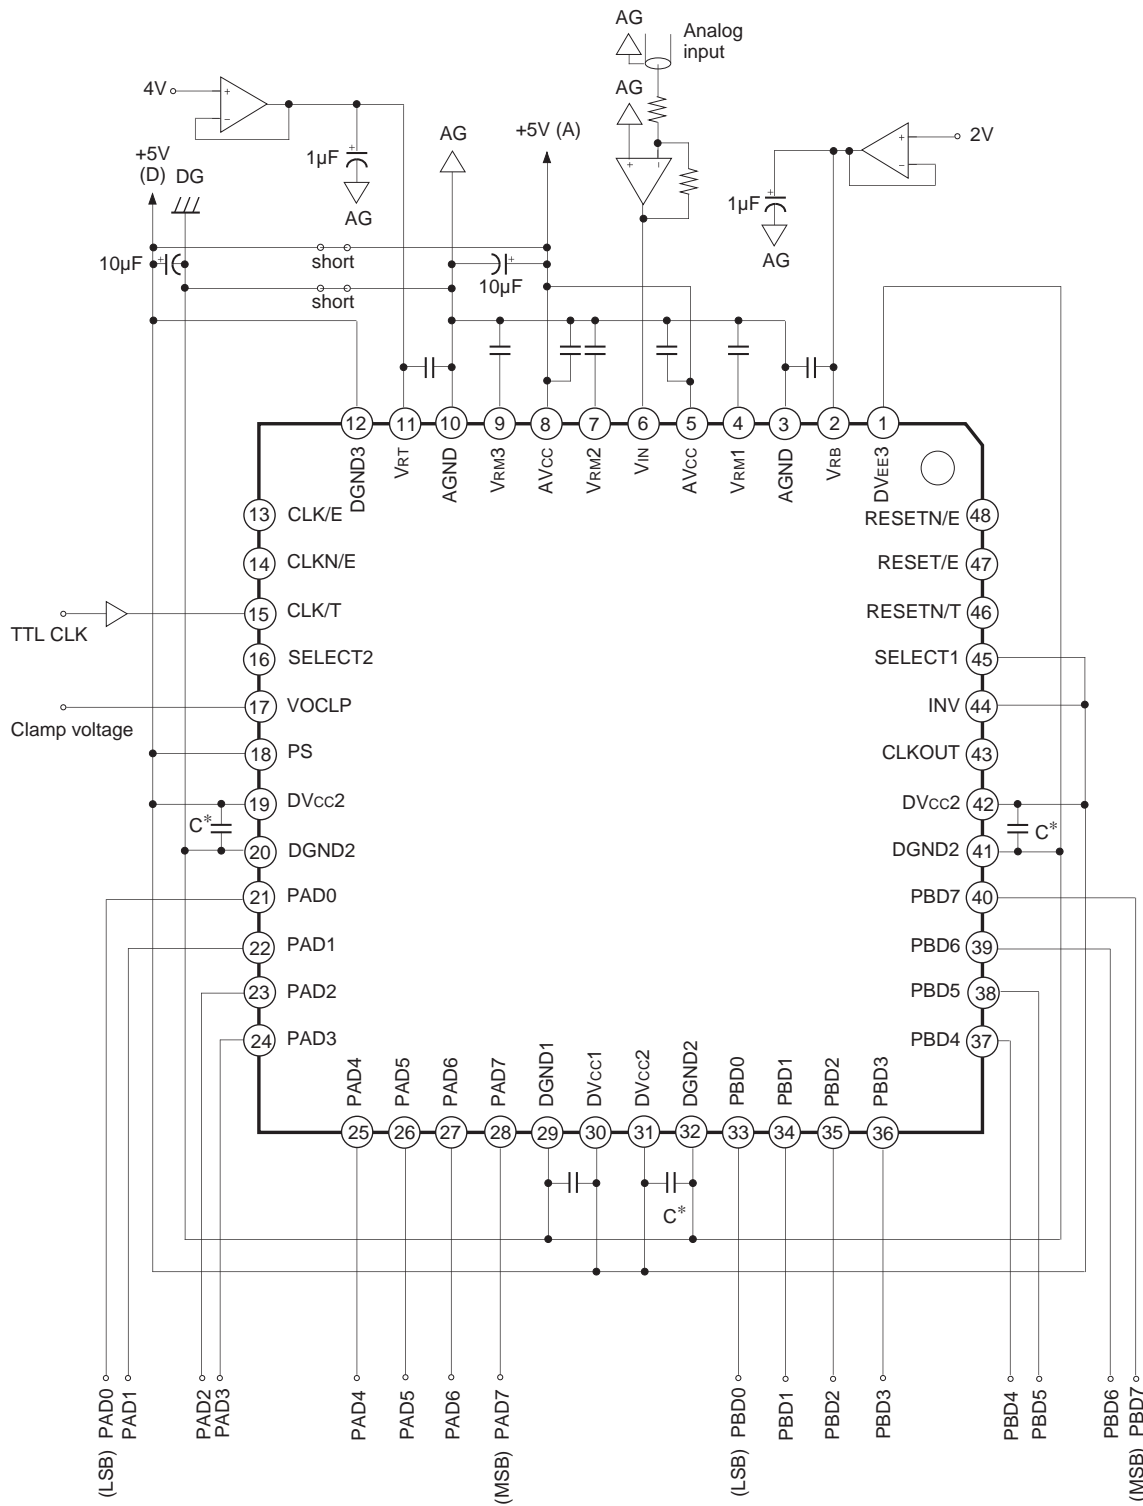 AG
Analog
input
4V
AG
+5V (A)
AG
2V
+5V
(D)
DG
1µF
AG
1µF
AG
10µF
short
10µF
short
12
11
10
9
8
7
6
5
4
3
2
1
DGND3
VRT
AGND
VRM3
AVCC
VRM2
VIN
AVCC
VRM1
AGND
VRB
DVEE3
13 CLK/E
14 CLKN/E
15 CLK/T
TTL CLK
16 SELECT2
17 VOCLP
Clamp voltage
18 PS
19 DVCC2
C*
20 DGND2
21 PAD0
22 PAD1
23 PAD2
24 PAD3
RESETN/E 48
RESET/E 47
RESETN/T 46
SELECT1 45
INV 44
CLKOUT 43
DVCC2 42
C*
DGND2 41
PBD7 40
PBD6 39
PBD5 38
PBD4 37
PAD4
PAD5
PAD6
PAD7
DGND1
DVCC1
DVCC2
DGND2
PBD0
PBD1
PBD2
PBD3
25
26
27
28
29
30
31
32
33
34
35
36
C*
(LSB) PAD0
PAD1
PAD2
PAD3
PAD4
PAD5
PAD6
(MSB) PAD7
(LSB) PBD0
PBD1
PBD2
PBD3
PBD4
PBD5
PBD6
(MSB) PBD7